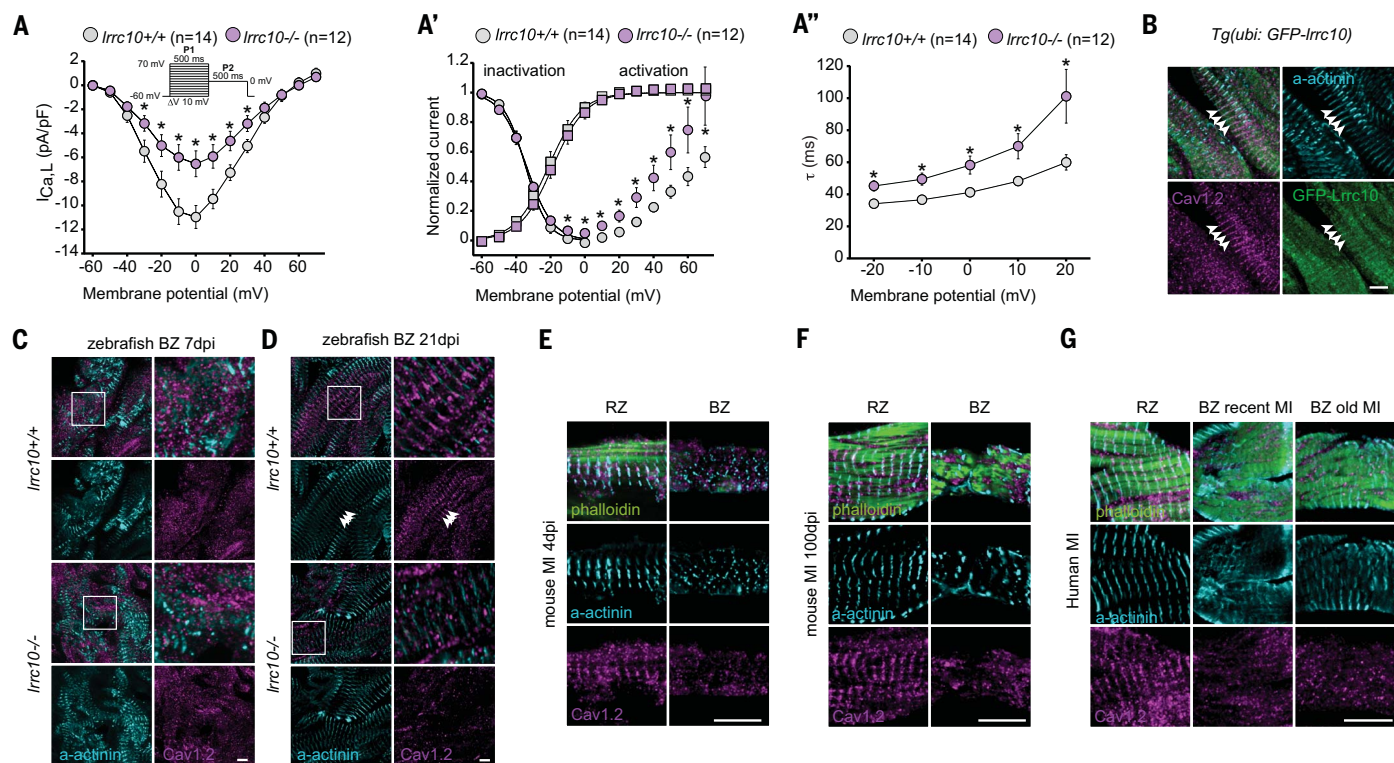 A
lrrc10+/+ (n=14) lrrc10-/- (n=12)
P1
500 ms
70 mV
P2
500 ms
0 mV
-60 mV
ΔV 10 mV
0
-2
-4
-6
-8
-10
-12
-14
* * * * * * *
ICa,L (pA/pF)
-60 -40 -20 0 20 40 60
Membrane potential (mV)
A'
lrrc10+/+ (n=14) lrrc10-/- (n=12)
inactivation activation
1.2
1.0
0.8
0.6
0.4
0.2
0
* * * * * * * * *
Normalized current
-60 -40 -20 0 20 40 60
Membrane potential (mV)
A"
lrrc10+/+ (n=14) lrrc10-/- (n=12)
120
100
80
60
40
20
0
* * * * *
τ (ms)
-20 -10 0 10 20
Membrane potential (mV)
B
Tg(ubi: GFP-lrrc10)
a-actinin
Cav1.2
GFP-Lrrc10
C
zebrafish BZ 7dpi
lrrc10+/+
lrrc10-/-
a-actinin Cav1.2
D
zebrafish BZ 21dpi
lrrc10+/+
lrrc10-/-
a-actinin Cav1.2
E
RZ BZ
mouse MI 4dpi
phalloidin
a-actinin
Cav1.2
F
RZ BZ
mouse MI 100dpi
phalloidin
a-actinin
Cav1.2
G
RZ BZ recent MI BZ old MI
Human MI
phalloidin
a-actinin
Cav1.2